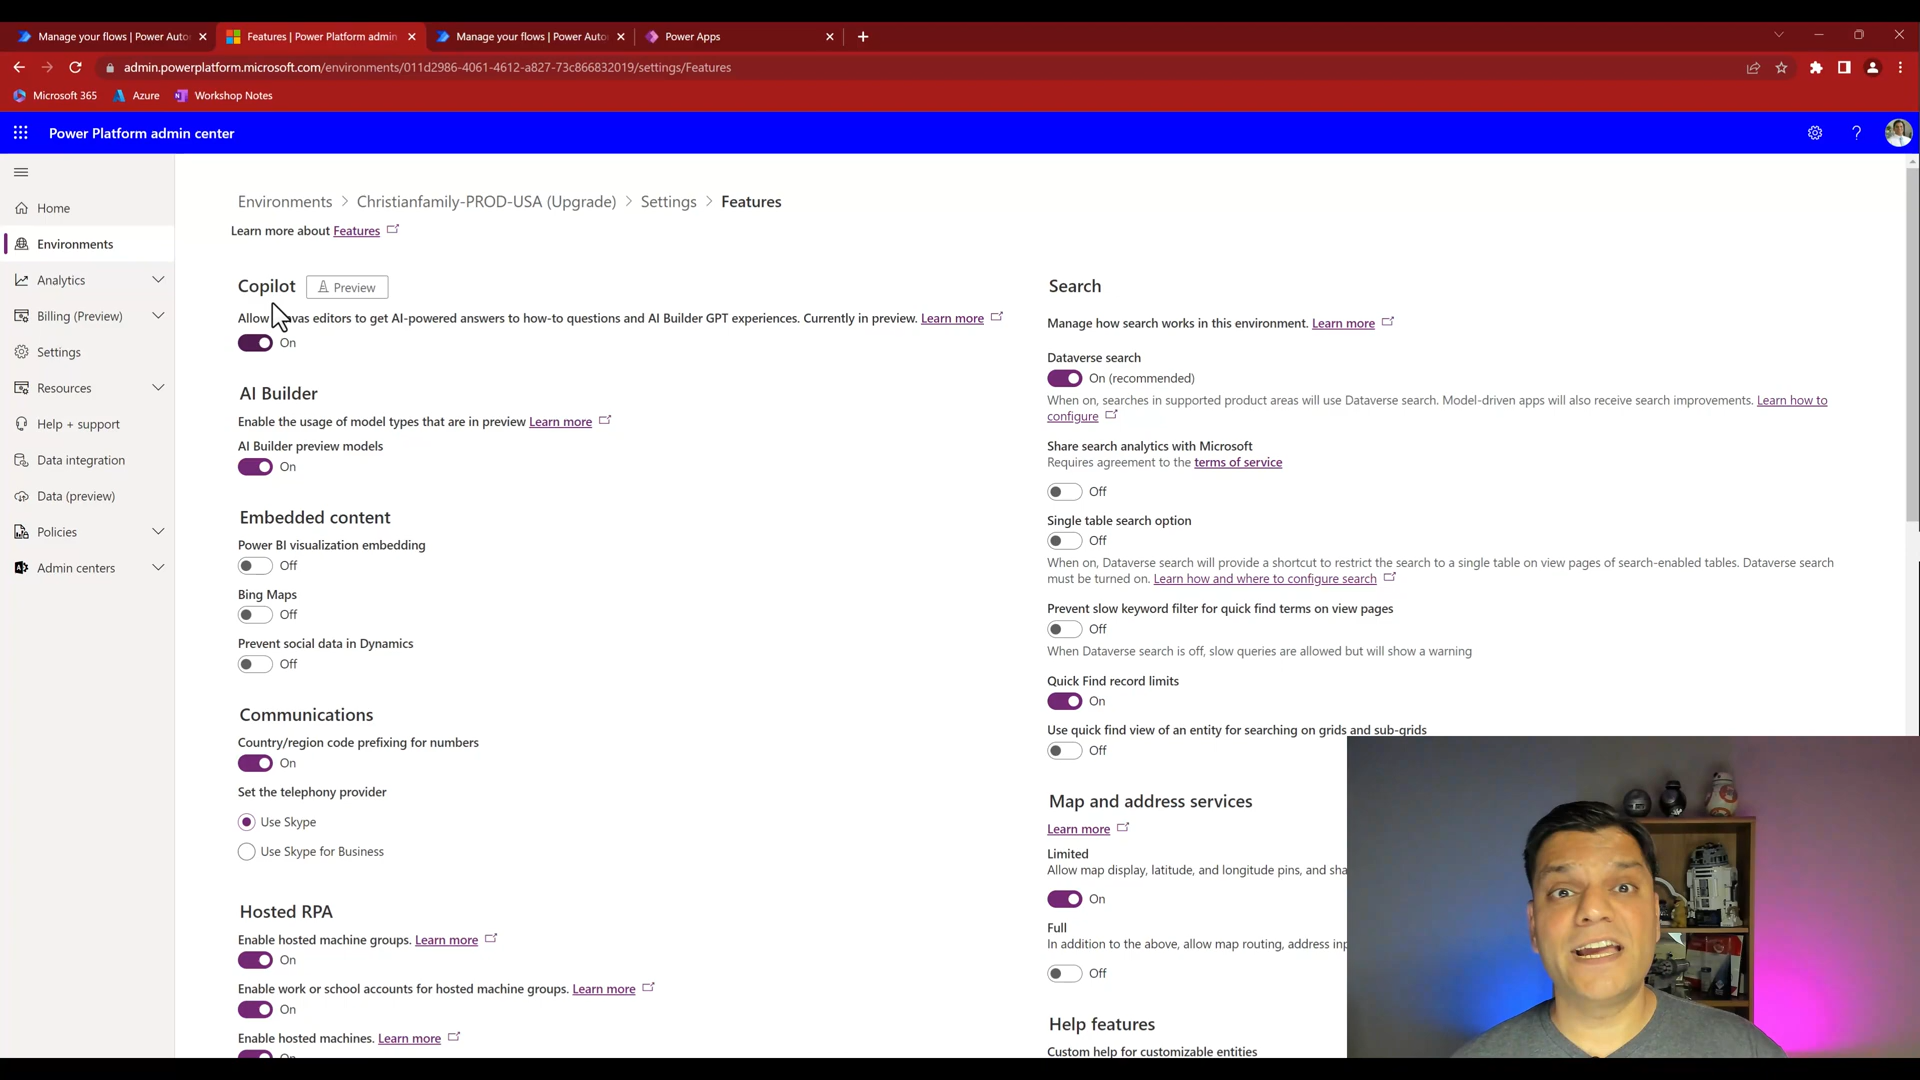 Manage your flows | Power Auto
Features | Power Platform admin
Manage your flows | Power Auto
Power Apps
admin.powerplatform.microsoft.com/environments/011d2986-4061-4612-a827-73c866832019/settings/Features
Microsoft 365
Azure
Workshop Notes
Power Platform admin center
Home
Environments
Analytics
Billing (Preview)
Settings
Resources
Help + support
Data integration
Data (preview)
Policies
Admin centers
Environments > Christianfamily-PROD-USA (Upgrade) > Settings > Features
Learn more about Features
Copilot Preview
Allow vas editors to get AI-powered answers to how-to questions and AI Builder GPT experiences. Currently in preview. Learn more
On
AI Builder
Enable the usage of model types that are in preview Learn more
AI Builder preview models
On
Embedded content
Power BI visualization embedding
Off
Bing Maps
Off
Prevent social data in Dynamics
Off
Communications
Country/region code prefixing for numbers
On
Set the telephony provider
Use Skype
Use Skype for Business
Hosted RPA
Enable hosted machine groups. Learn more
On
Enable work or school accounts for hosted machine groups. Learn more
On
Enable hosted machines. Learn more
On
Search
Manage how search works in this environment. Learn more
Dataverse search
On (recommended)
When on, searches in supported product areas will use Dataverse search. Model-driven apps will also receive search improvements. Learn how to
configure
Share search analytics with Microsoft
Requires agreement to the terms of service
Off
Single table search option
Off
When on, Dataverse search will provide a shortcut to restrict the search to a single table on view pages of search-enabled tables. Dataverse search
must be turned on. Learn how and where to configure search
Prevent slow keyword filter for quick find terms on view pages
Off
When Dataverse search is off, slow queries are allowed but will show a warning
Quick Find record limits
On
Use quick find view of an entity for searching on grids and sub-grids
Off
Map and address services
Learn more
Limited
Allow map display, latitude, and longitude pins, and sha
On
Full
In addition to the above, allow map routing, address inp
Off
Help features
Custom help for customizable entities